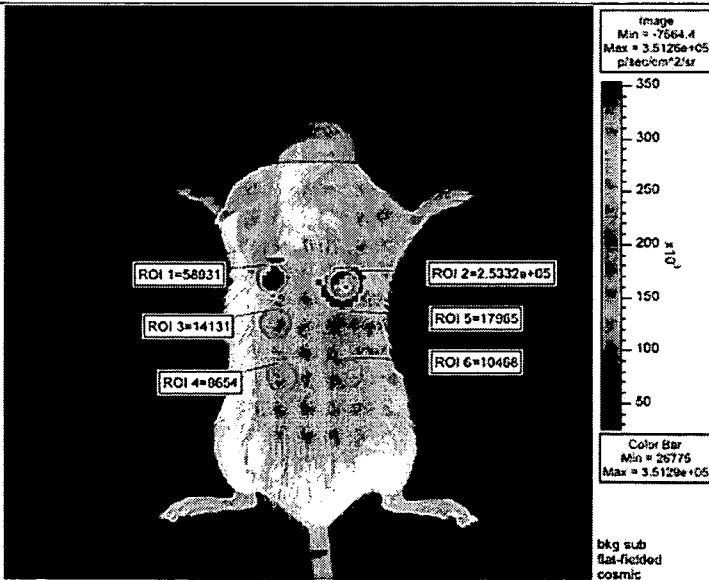 Image
Min = -7564.4
Max = 3.5126e+05
p/sec/cm^2/sr
350
300
250
200
×10³
150
100
50
ROI 1=58931
ROI 2=2.5332e+05
ROI 3=14131
ROI 5=17965
ROI 4=8654
ROI 6=10468
Color Bar
Min = 26775
Max = 3.5129e+05
bkg sub
flat-fielded
cosmic